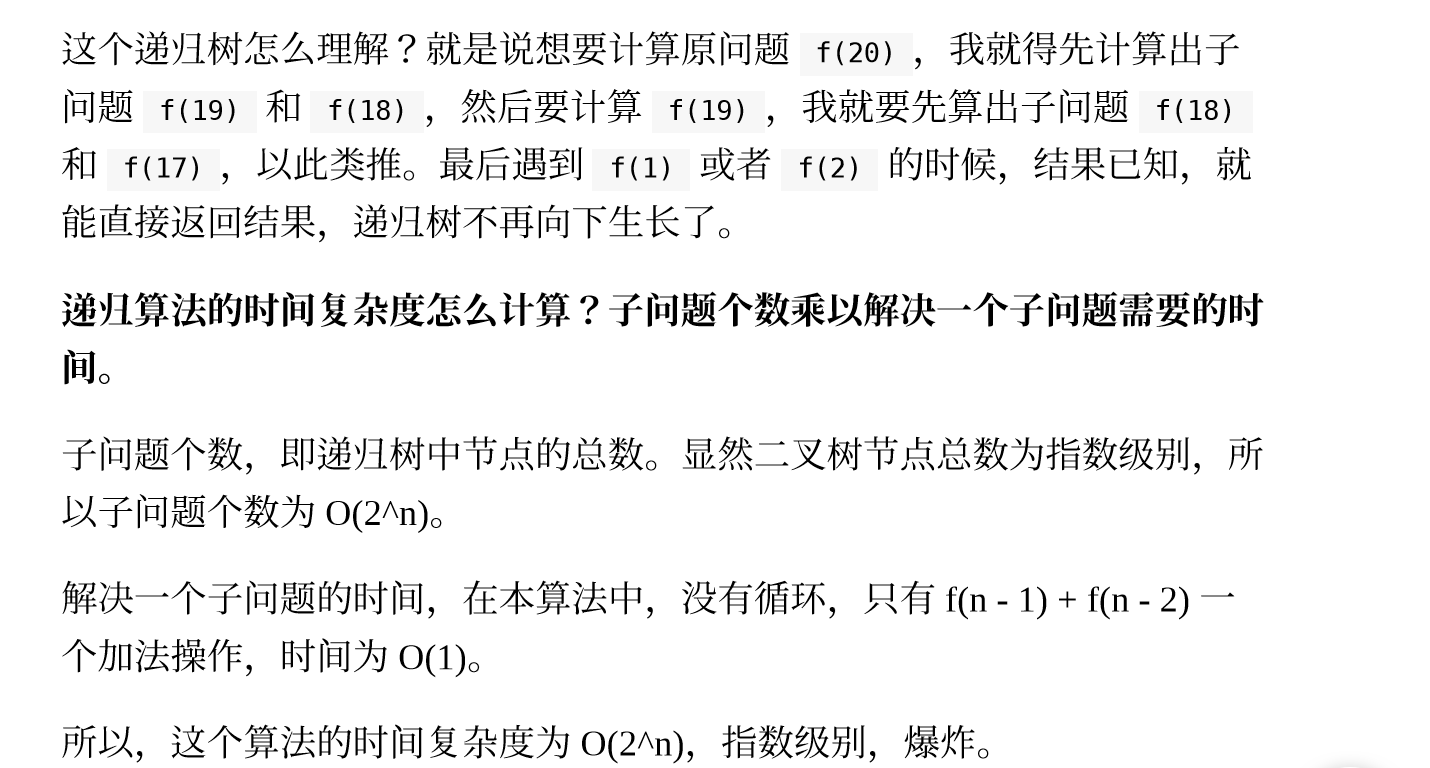 这个递归树怎么理解？就是说想要计算原问题 f(20) ，我就得先计算出子
问题 f(19) 和 f(18) ，然后要计算 f(19) ，我就要先算出子问题 f(18)
和 f(17) ，以此类推。最后遇到 f(1) 或者 f(2) 的时候，结果已知，就
能直接返回结果，递归树不再向下生长了。
递归算法的时间复杂度怎么计算？子问题个数乘以解决一个子问题需要的时
间。
子问题个数，即递归树中节点的总数。显然二叉树节点总数为指数级别，所
以子问题个数为 O(2^n)。
解决一个子问题的时间，在本算法中，没有循环，只有 f(n - 1) + f(n - 2) 一
个加法操作，时间为 O(1)。
所以，这个算法的时间复杂度为 O(2^n)，指数级别，爆炸。